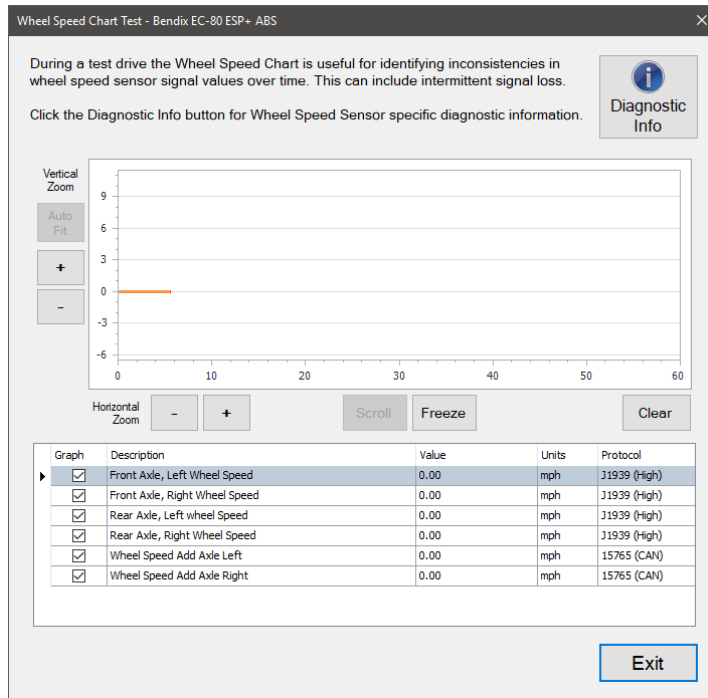 Wheel Speed Chart Test - Bendix EC-80 ESP+ ABS
During a test drive the Wheel Speed Chart is useful for identifying inconsistencies in
wheel speed sensor signal values over time. This can include intermittent signal loss.
Click the Diagnostic Info button for Wheel Speed Sensor specific diagnostic information.
Diagnostic
Info
Vertical
Zoom
Auto
Fit
+
-
9
6
3
0
-3
-6
0 10 20 30 40 50 60
Horizontal
Zoom
- +
Scroll
Freeze
Clear
Graph Description Value Units Protocol
Front Axle, Left Wheel Speed 0.00 mph J1939 (High)
Front Axle, Right Wheel Speed 0.00 mph J1939 (High)
Rear Axle, Left wheel Speed 0.00 mph J1939 (High)
Rear Axle, Right Wheel Speed 0.00 mph J1939 (High)
Wheel Speed Add Axle Left 0.00 mph 15765 (CAN)
Wheel Speed Add Axle Right 0.00 mph 15765 (CAN)
Exit